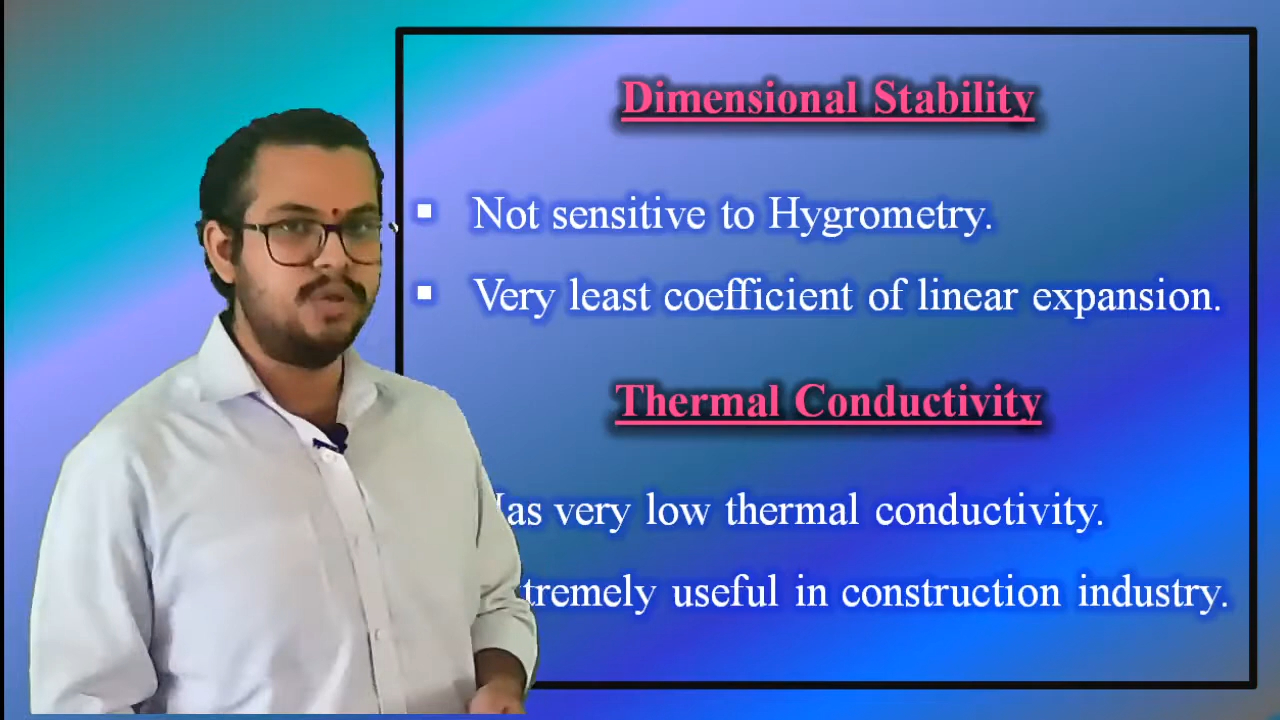 Dimensional Stability
▪ Not sensitive to Hygrometry.
▪ Very least coefficient of linear expansion.
Thermal Conductivity
very low thermal conductivity.
useful in construction industry.